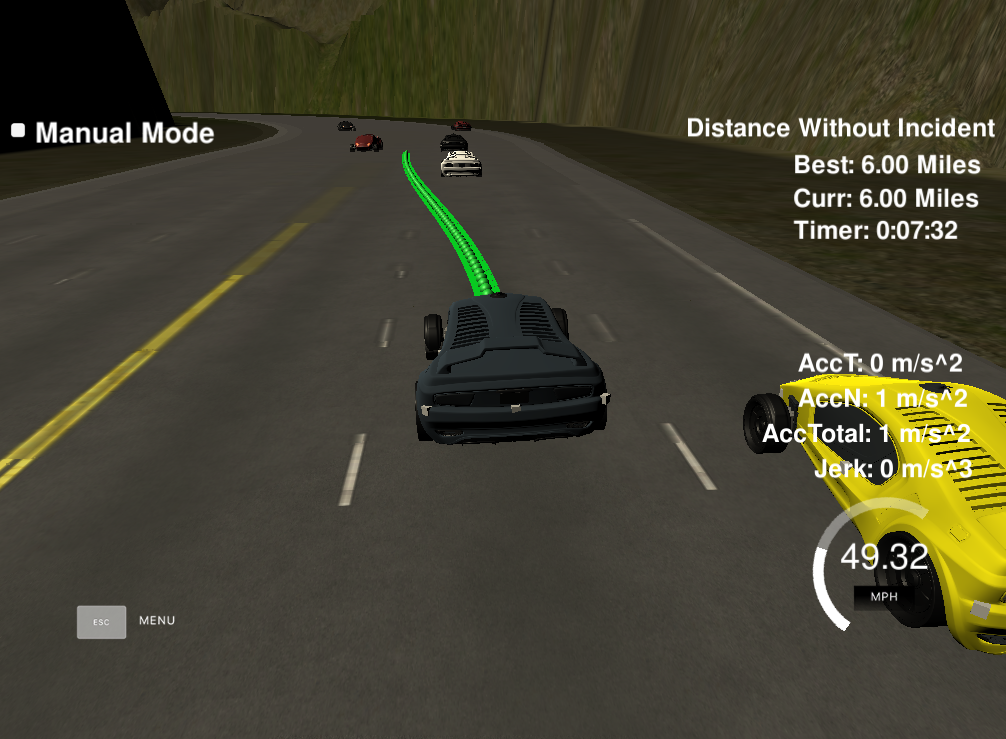 Manual Mode
Distance Without Incident
Best: 6.00 Miles
Curr: 6.00 Miles
Timer: 0:07:32
AccT: 0 m/s^2
AccN: 1 m/s^2
AccTotal: 1 m/s^2
Jerk: 0 m/s^3
49.32
MPH
ESC MENU